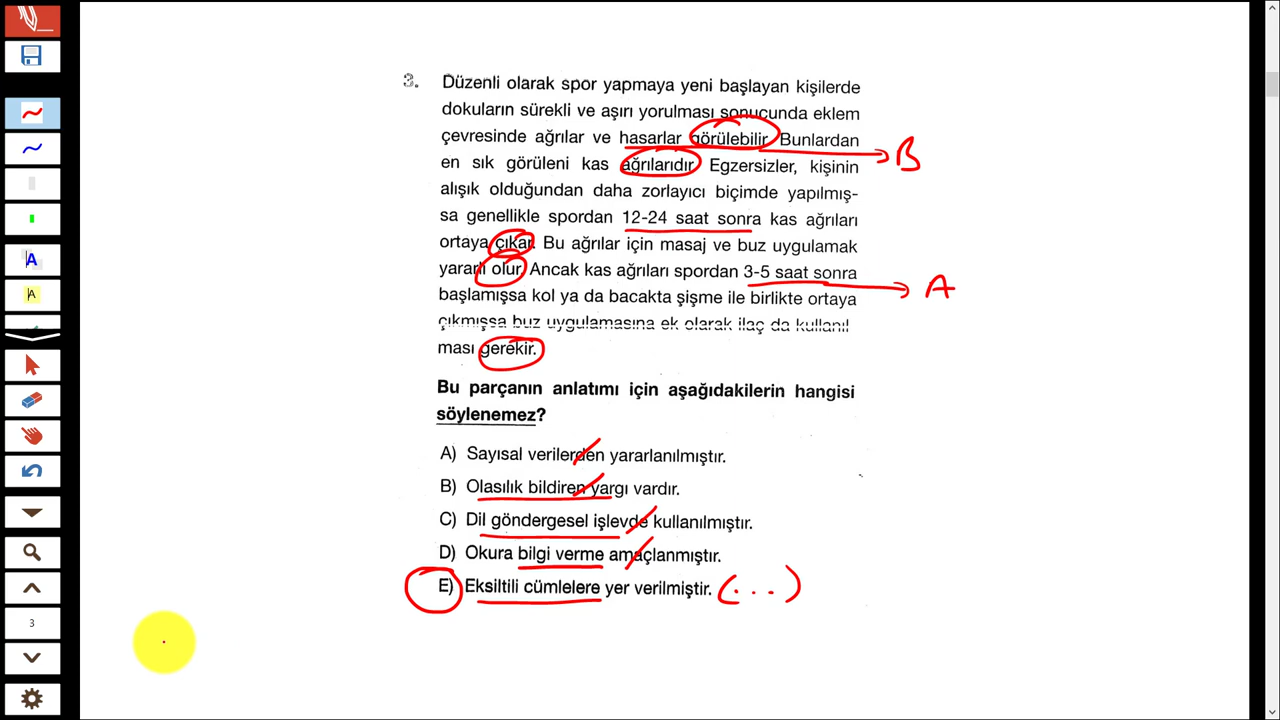 3. Düzenli olarak spor yapmaya yeni başlayan kişilerde
dokuların sürekli ve aşırı yorulması sonucunda eklem
çevresinde ağrılar ve hasarlar görülebilir. Bunlardan
B
en sık görüleni kas ağrılarıdır. Egzersizler, kişinin
alışık olduğundan daha zorlayıcı biçimde yapılmış-
sa genellikle spordan 12-24 saat sonra kas ağrıları
ortaya çıkar. Bu ağrılar için masaj ve buz uygulamak
yararlı olur. Ancak kas ağrıları spordan 3-5 saat sonra
A
başlamışsa kol ya da bacakta şişme ile birlikte ortaya
çıkmışsa buz uygulamasına ek olarak ilaç da kullanıl
ması gerekir.
Bu parçanın anlatımı için aşağıdakilerin hangisi
söylenemez?
A) Sayısal verilerden yararlanılmıştır.
B) Olasılık bildiren yargı vardır.
C) Dil göndergesel işlevde kullanılmıştır.
D) Okura bilgi verme amaçlanmıştır.
E) Eksiltili cümlelere yer verilmiştir. (...)
A
A
3